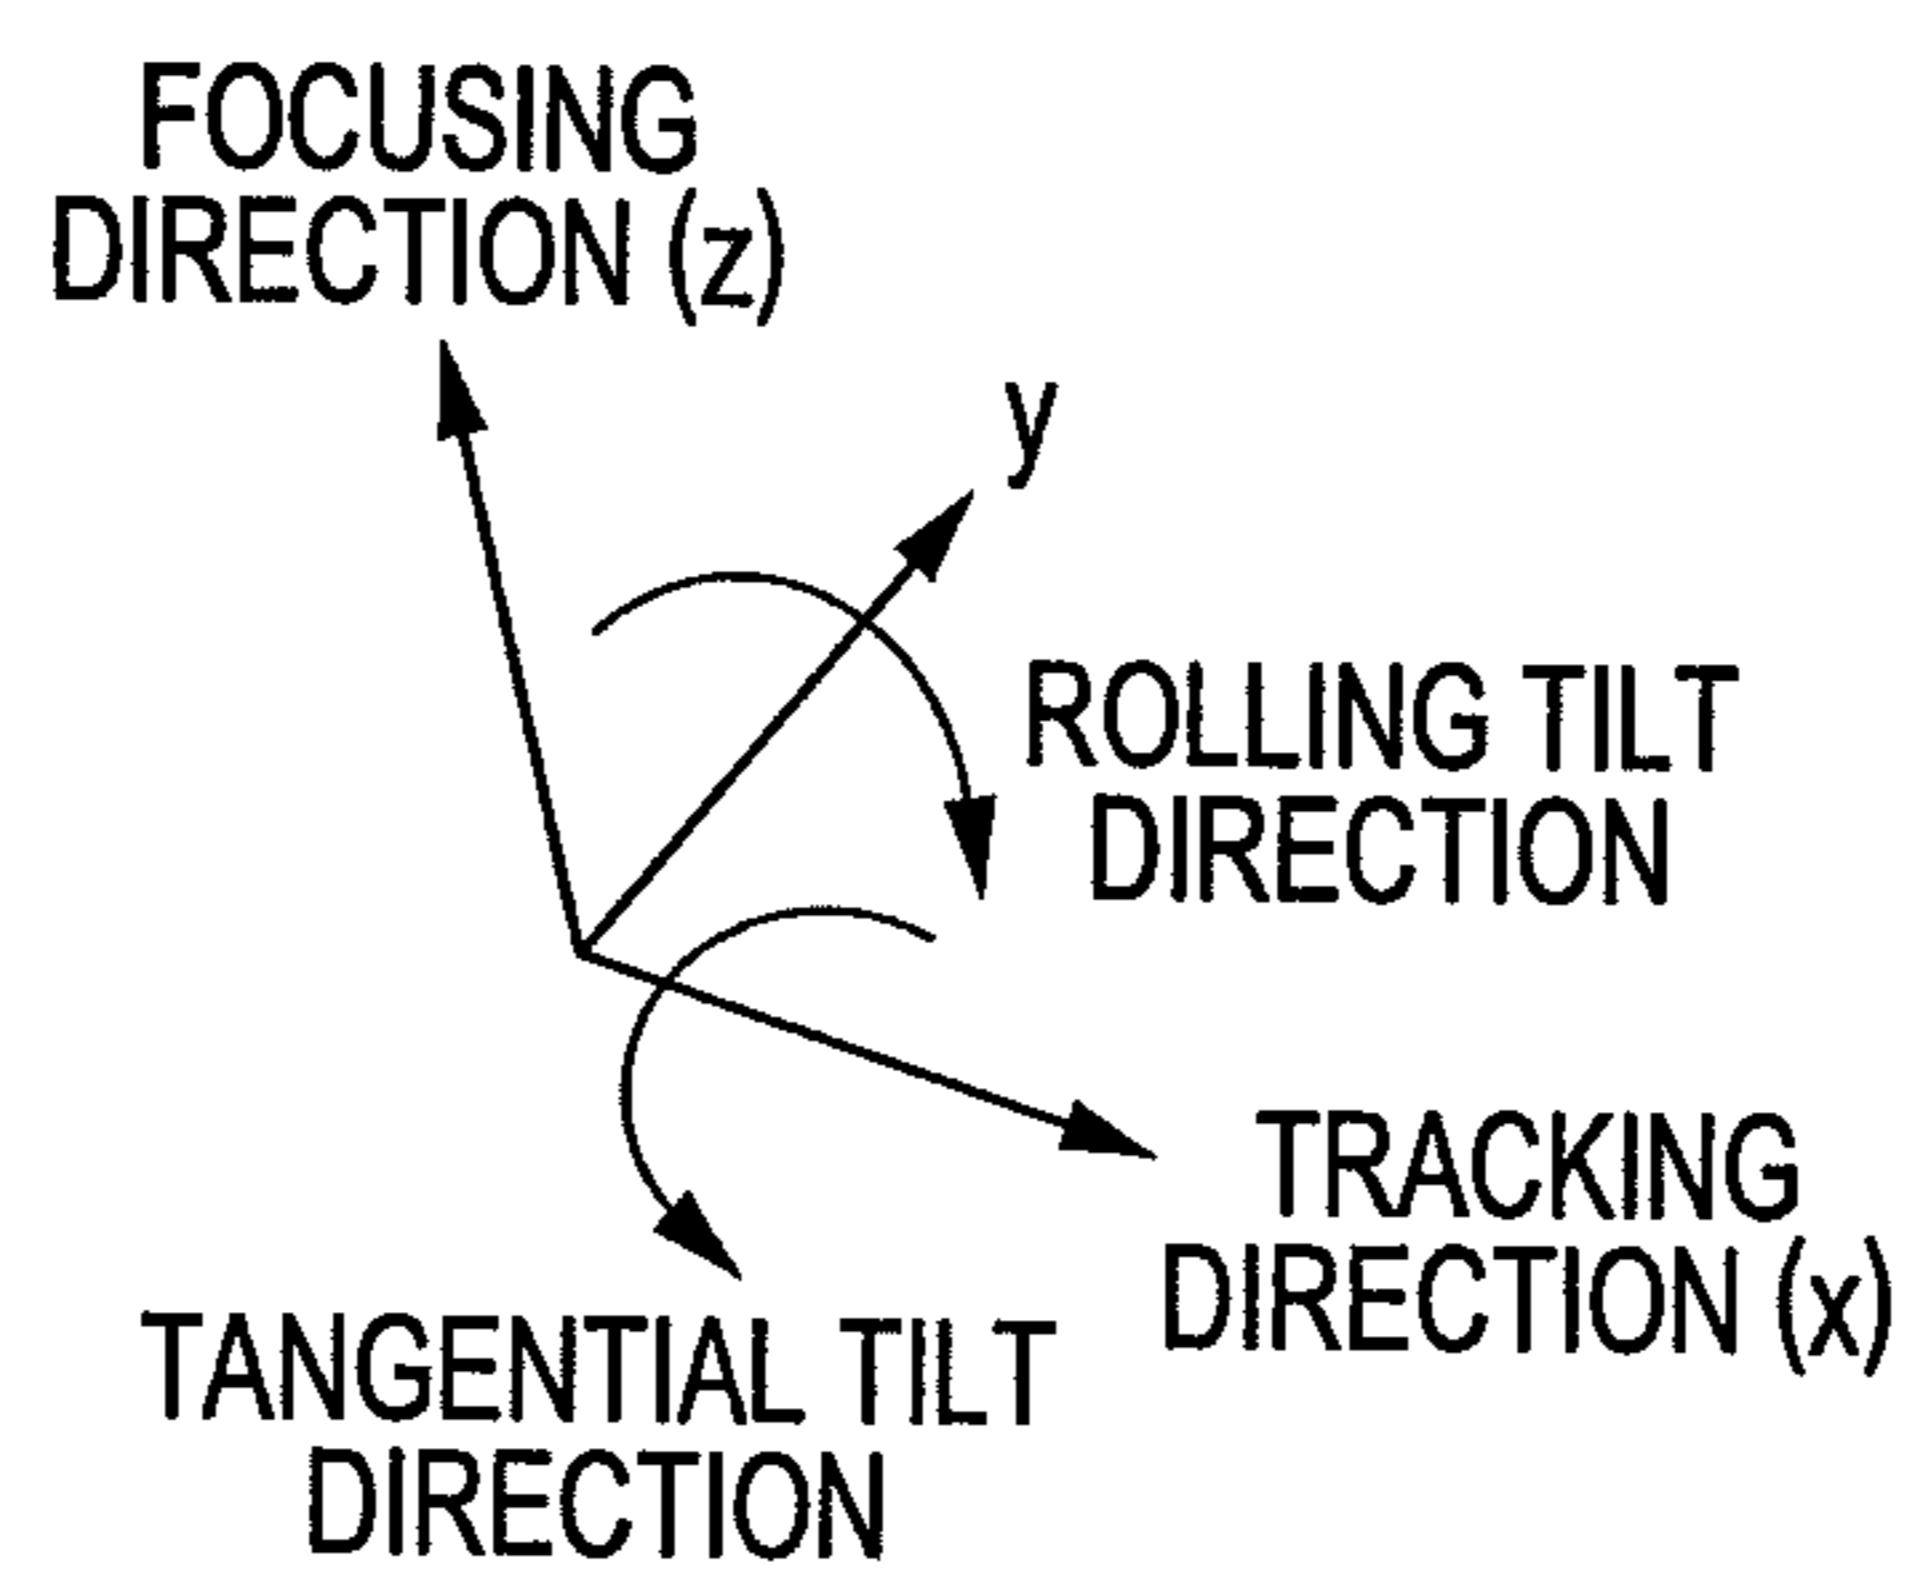 FOCUSING
DIRECTION (z)
y
ROLLING TILT
DIRECTION
TRACKING
DIRECTION (x)
TANGENTIAL TILT
DIRECTION